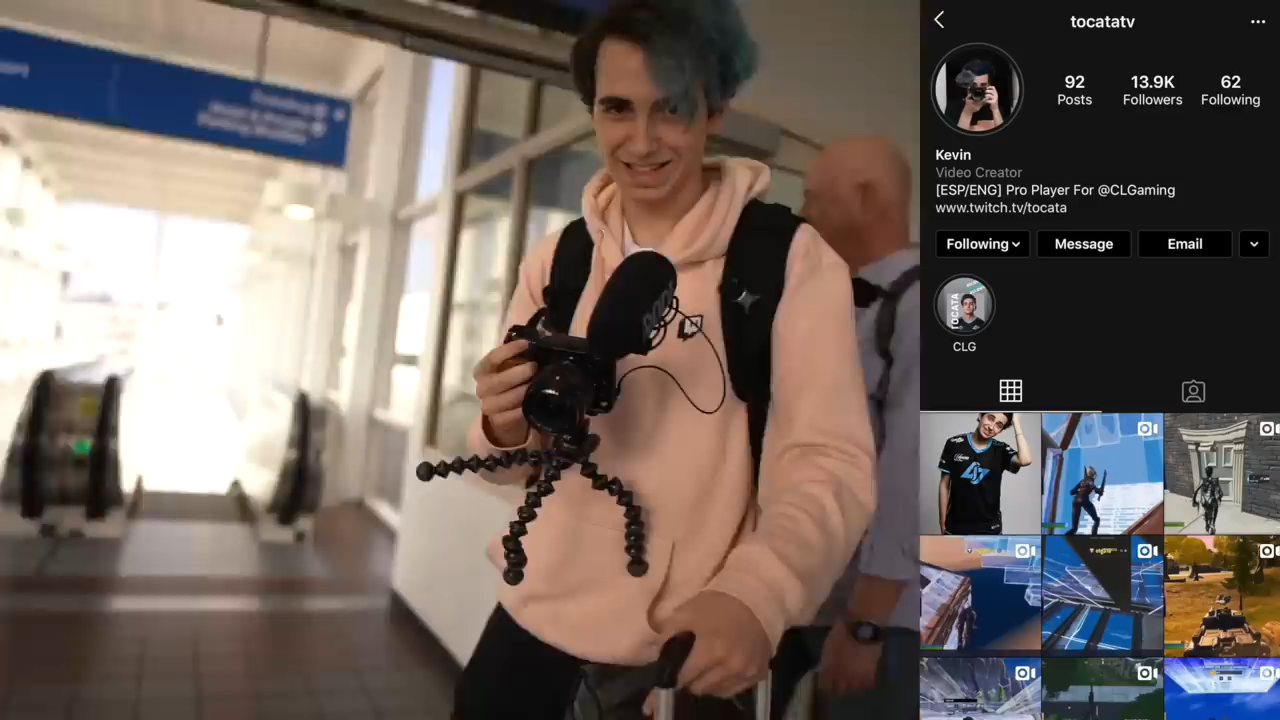 tocatatv
92
13.9K
62
Posts
Followers
Following
Kevin
Video Creator
[ESP/ENG] Pro Player For @CLGaming
www.twitch.tv/tocata
Following
Message
Email
TOCATA
CLG